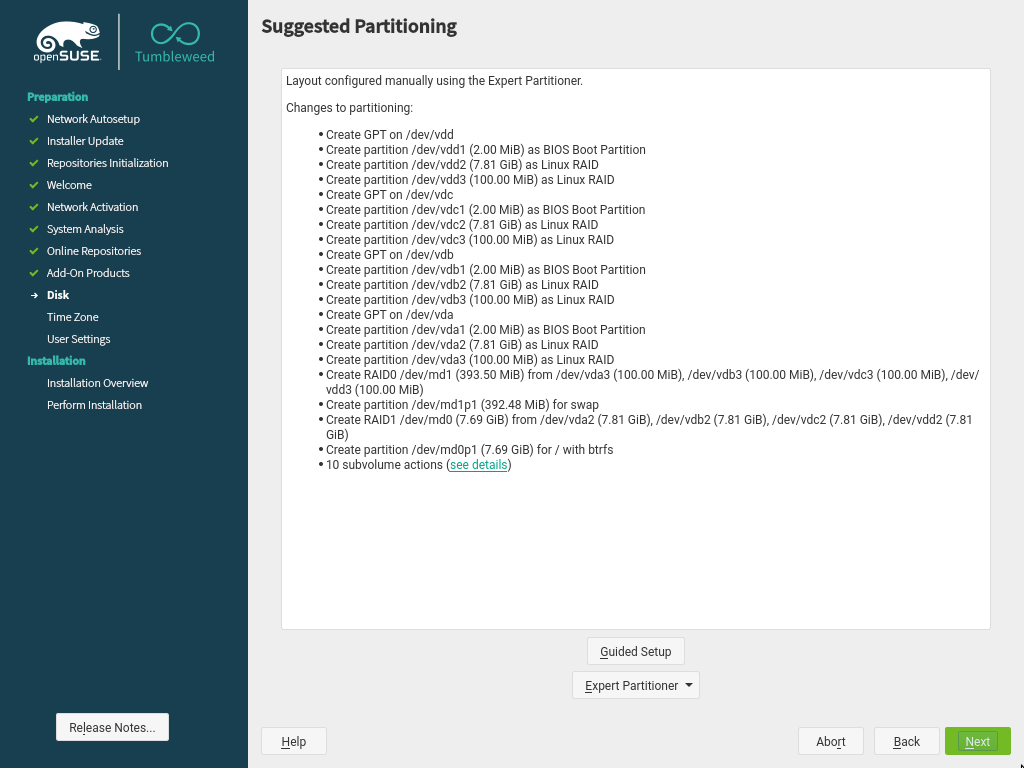 openSUSE
Tumbleweed
Preparation
Network Autosetup
Installer Update
Repositories Initialization
Welcome
Network Activation
System Analysis
Online Repositories
Add-On Products
Disk
Time Zone
User Settings
Installation
Installation Overview
Perform Installation
Release Notes...
Suggested Partitioning
Layout configured manually using the Expert Partitioner.
Changes to partitioning:
• Create GPT on /dev/vdd
• Create partition /dev/vdd1 (2.00 MiB) as BIOS Boot Partition
• Create partition /dev/vdd2 (7.81 GiB) as Linux RAID
• Create partition /dev/vdd3 (100.00 MiB) as Linux RAID
• Create GPT on /dev/vdc
• Create partition /dev/vdc1 (2.00 MiB) as BIOS Boot Partition
• Create partition /dev/vdc2 (7.81 GiB) as Linux RAID
• Create partition /dev/vdc3 (100.00 MiB) as Linux RAID
• Create GPT on /dev/vdb
• Create partition /dev/vdb1 (2.00 MiB) as BIOS Boot Partition
• Create partition /dev/vdb2 (7.81 GiB) as Linux RAID
• Create partition /dev/vdb3 (100.00 MiB) as Linux RAID
• Create GPT on /dev/vda
• Create partition /dev/vda1 (2.00 MiB) as BIOS Boot Partition
• Create partition /dev/vda2 (7.81 GiB) as Linux RAID
• Create partition /dev/vda3 (100.00 MiB) as Linux RAID
• Create RAID0 /dev/md1 (393.50 MiB) from /dev/vda3 (100.00 MiB), /dev/vdb3 (100.00 MiB), /dev/vdc3 (100.00 MiB), /dev/
vdd3 (100.00 MiB)
• Create partition /dev/md1p1 (392.48 MiB) for swap
• Create RAID1 /dev/md0 (7.69 GiB) from /dev/vda2 (7.81 GiB), /dev/vdb2 (7.81 GiB), /dev/vdc2 (7.81 GiB), /dev/vdd2 (7.81
GiB)
• Create partition /dev/md0p1 (7.69 GiB) for / with btrfs
• 10 subvolume actions (see details)
Guided Setup
Expert Partitioner
Help
Abort
Back
Next